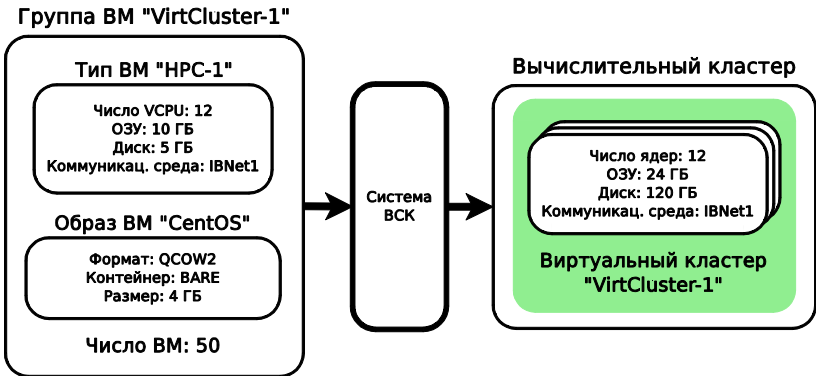 Группа ВМ "VirtCluster-1"
Тип ВМ "HPC-1"
Число VCPU: 12
ОЗУ: 10 ГБ
Диск: 5 ГБ
Коммуникац. среда: IBNet1
Образ ВМ "CentOS"
Формат: QCOW2
Контейнер: BARE
Размер: 4 ГБ
Число ВМ: 50
Система
ВСК
Вычислительный кластер
Число ядер: 12
ОЗУ: 24 ГБ
Диск: 120 ГБ
Коммуникац. среда: IBNet1
Виртуальный кластер
"VirtCluster-1"